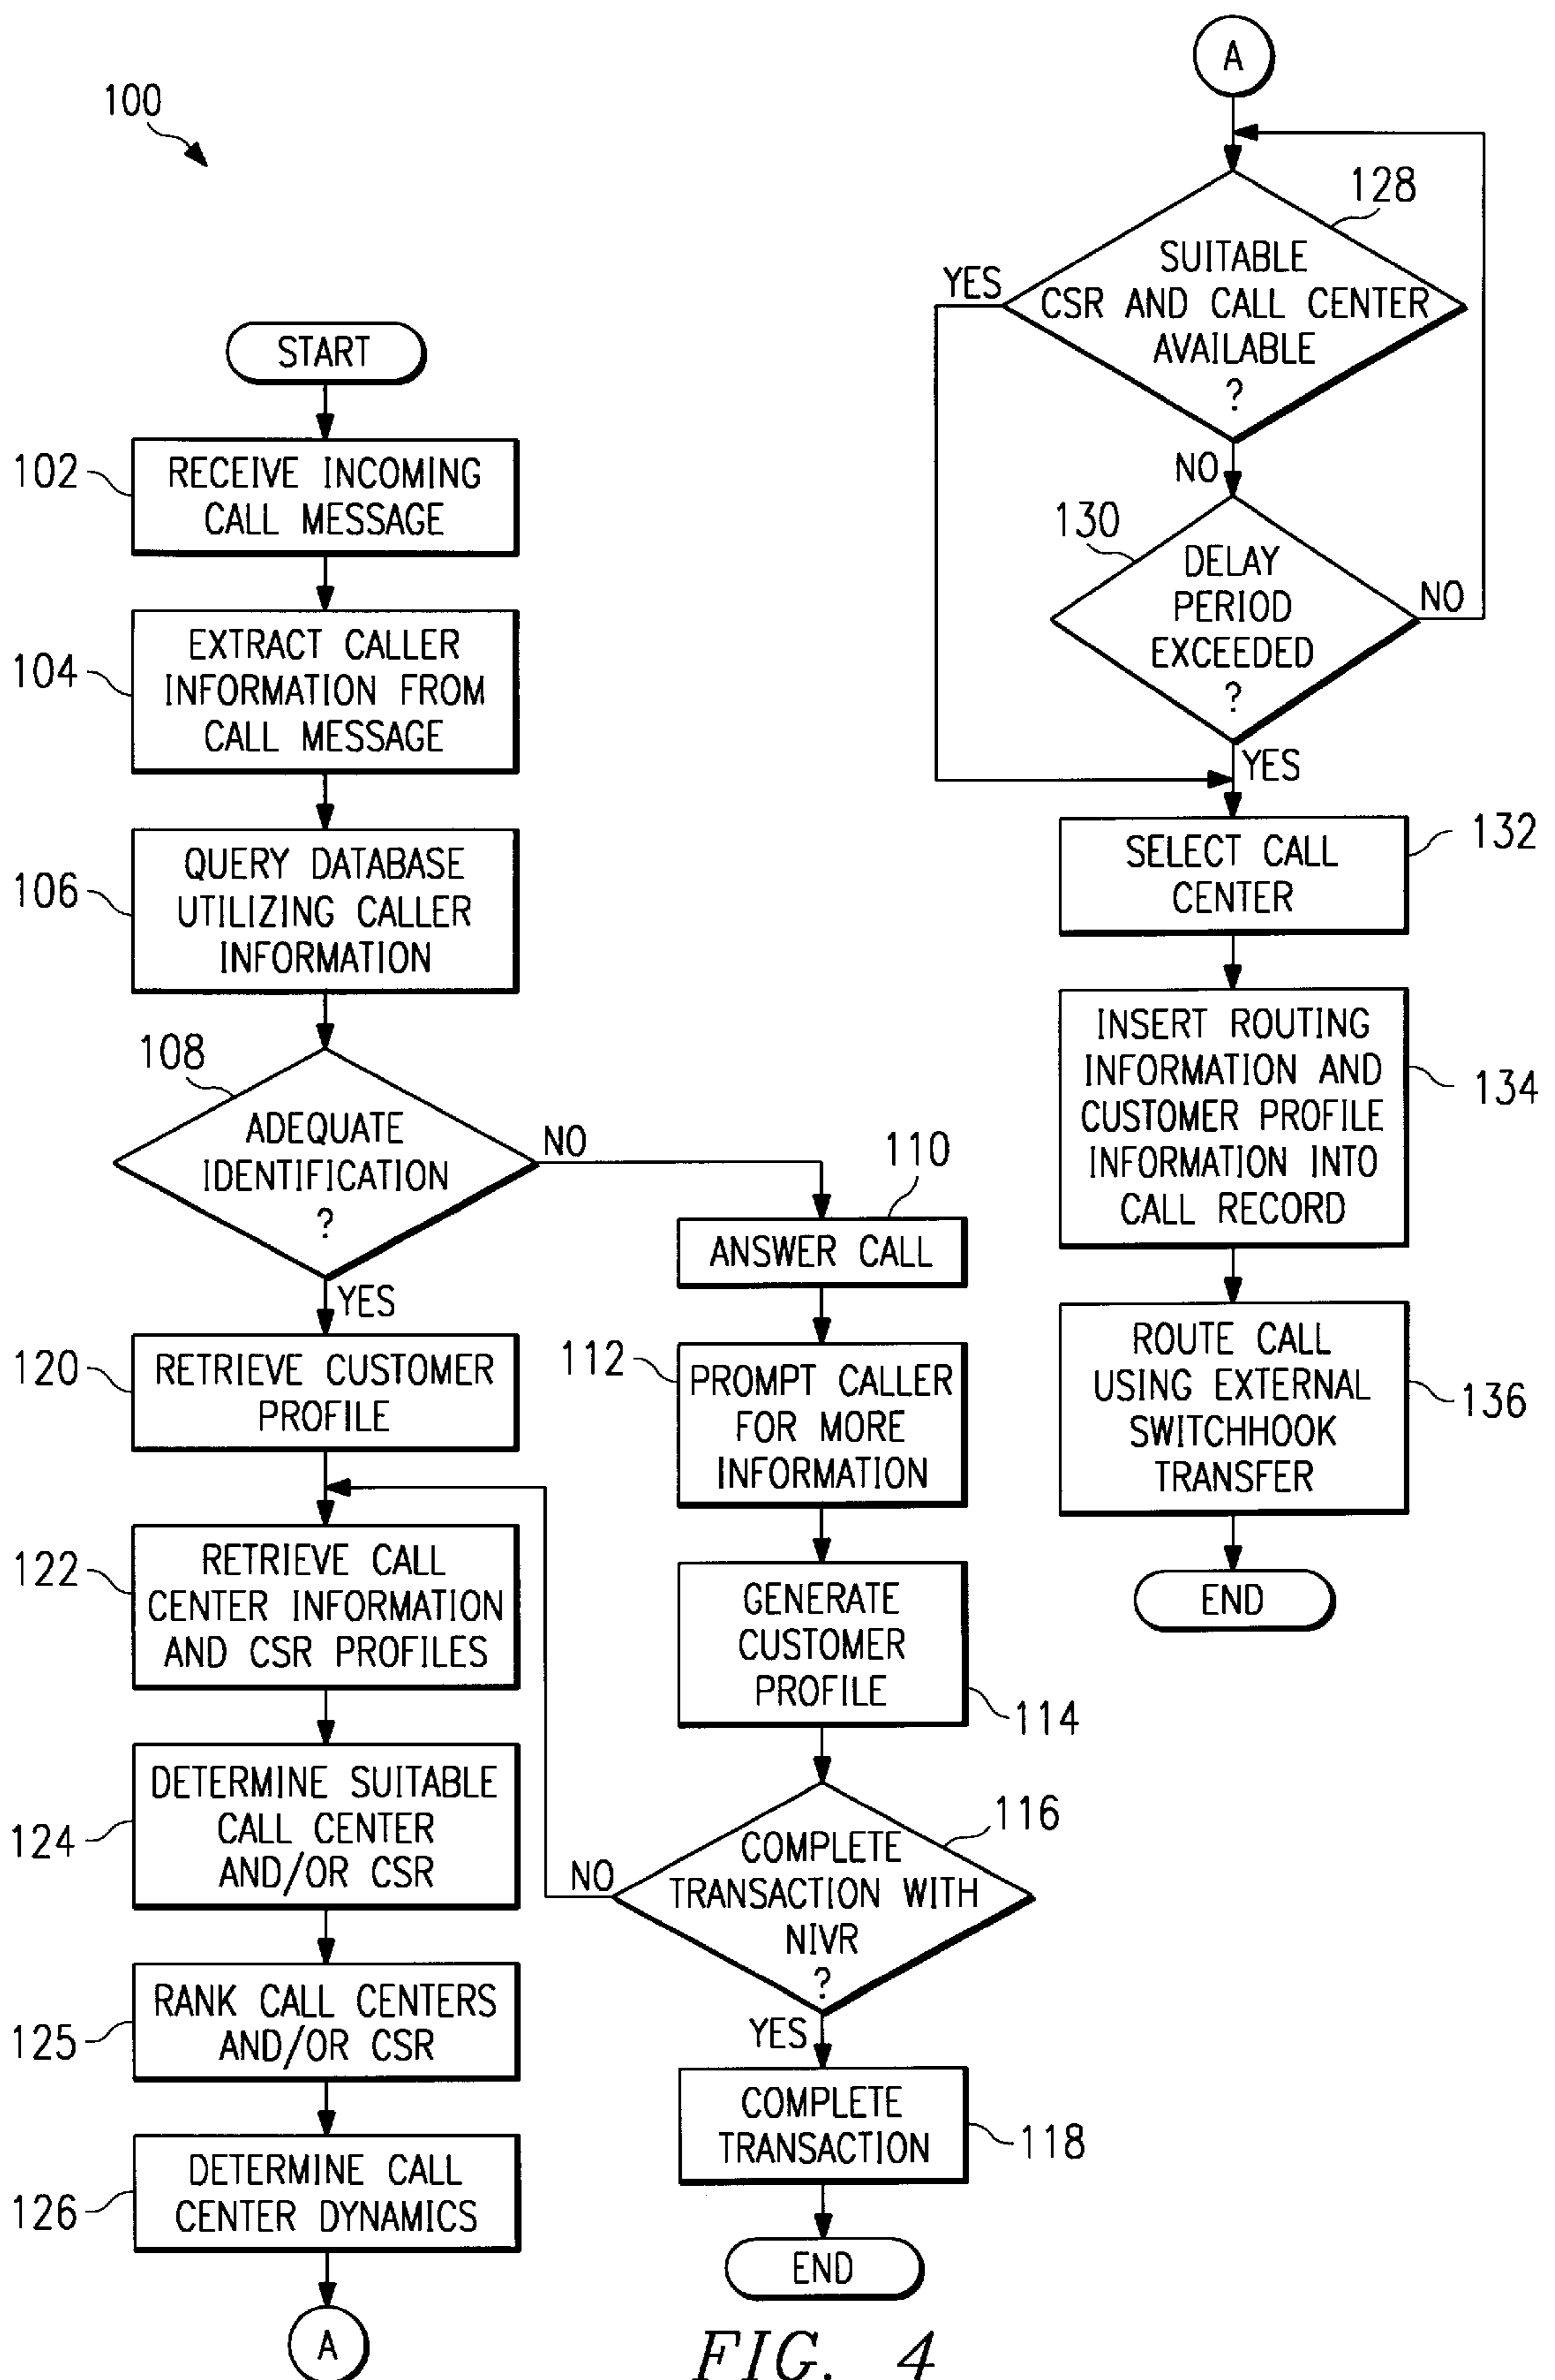 100
START
102
RECEIVE INCOMING
CALL MESSAGE
104
EXTRACT CALLER
INFORMATION FROM
CALL MESSAGE
106
QUERY DATABASE
UTILIZING CALLER
INFORMATION
108
ADEQUATE
IDENTIFICATION
?
NO
YES
110
ANSWER CALL
112
PROMPT CALLER
FOR MORE
INFORMATION
GENERATE
CUSTOMER
PROFILE
114
116
COMPLETE
TRANSACTION WITH
NIVR
?
NO
YES
COMPLETE
TRANSACTION
118
END
120
RETRIEVE CUSTOMER
PROFILE
122
RETRIEVE CALL
CENTER INFORMATION
AND CSR PROFILES
124
DETERMINE SUITABLE
CALL CENTER
AND/OR CSR
125
RANK CALL CENTERS
AND/OR CSR
126
DETERMINE CALL
CENTER DYNAMICS
A
A
128
SUITABLE
CSR AND CALL CENTER
AVAILABLE
?
YES
NO
130
DELAY
PERIOD
EXCEEDED
?
NO
YES
SELECT CALL
CENTER
132
INSERT ROUTING
INFORMATION AND
CUSTOMER PROFILE
INFORMATION INTO
CALL RECORD
134
ROUTE CALL
USING EXTERNAL
SWITCHHOOK
TRANSFER
136
END
FIG. 4